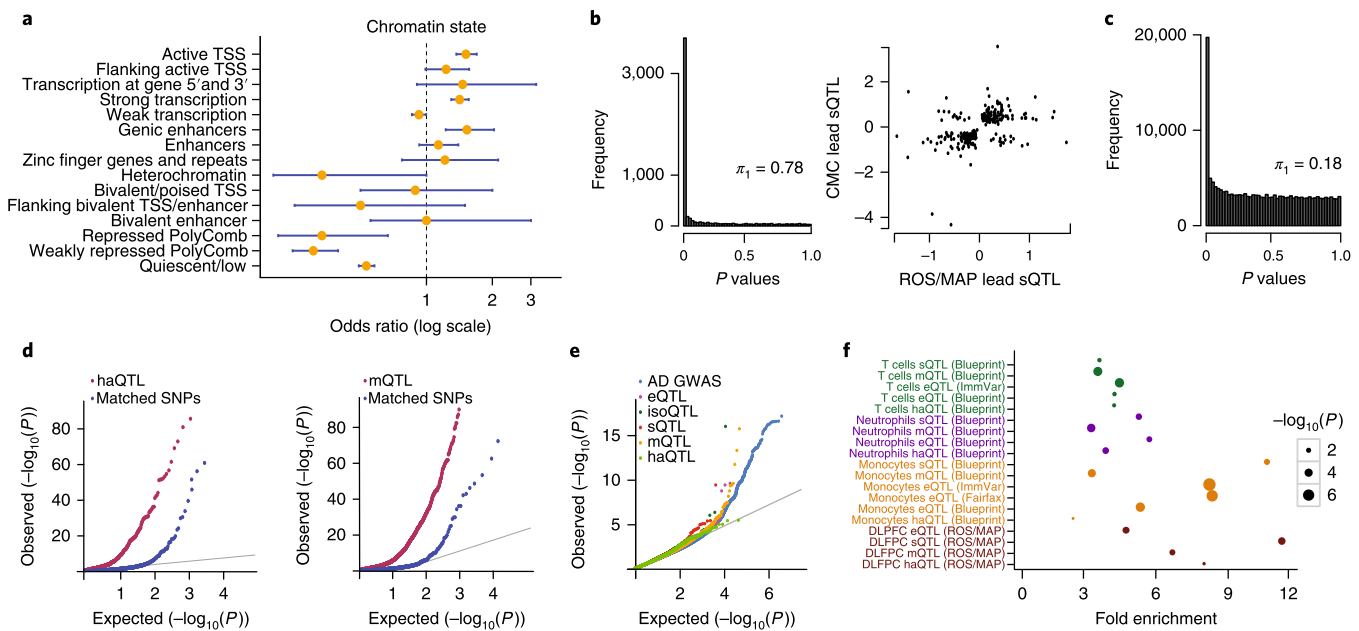 a
Chromatin state
Active TSS
Flanking active TSS
Transcription at gene 5′and 3′
Strong transcription
Weak transcription
Genic enhancers
Enhancers
Zinc finger genes and repeats
Heterochromatin
Bivalent/poised TSS
Flanking bivalent TSS/enhancer
Bivalent enhancer
Repressed PolyComb
Weakly repressed PolyComb
Quiescent/low
1 2 3
Odds ratio (log scale)
b
Frequency
3,000
1,000
0
π1 = 0.78
0 0.5 1.0
P values
CMC lead sQTL
2
0
−2
−4
−1 0 1
ROS/MAP lead sQTL
c
Frequency
20,000
10,000
0
π1 = 0.18
0 0.5 1.0
P values
d
haQTL
Matched SNPs
Observed (−log10(P))
80
60
40
20
1 2 3 4
Expected (−log10(P))
mQTL
Matched SNPs
Observed (−log10(P))
80
60
40
20
1 2 3 4
Expected (−log10(P))
e
AD GWAS
eQTL
isoQTL
sQTL
mQTL
haQTL
Observed (−log10(P))
15
10
5
0
2 4 6
Expected (−log10(P))
f
T cells sQTL (Blueprint)
T cells mQTL (Blueprint)
T cells eQTL (ImmVar)
T cells eQTL (Blueprint)
T cells haQTL (Blueprint)
Neutrophils sQTL (Blueprint)
Neutrophils mQTL (Blueprint)
Neutrophils eQTL (Blueprint)
Neutrophils haQTL (Blueprint)
Monocytes sQTL (Blueprint)
Monocytes mQTL (Blueprint)
Monocytes eQTL (ImmVar)
Monocytes eQTL (Fairfax)
Monocytes eQTL (Blueprint)
Monocytes haQTL (Blueprint)
DLPFC eQTL (ROS/MAP)
DLFPC sQTL (ROS/MAP)
DLFPC mQTL (ROS/MAP)
DLFPC haQTL (ROS/MAP)
0 3 6 9 12
Fold enrichment
−log10(P)
2
4
6